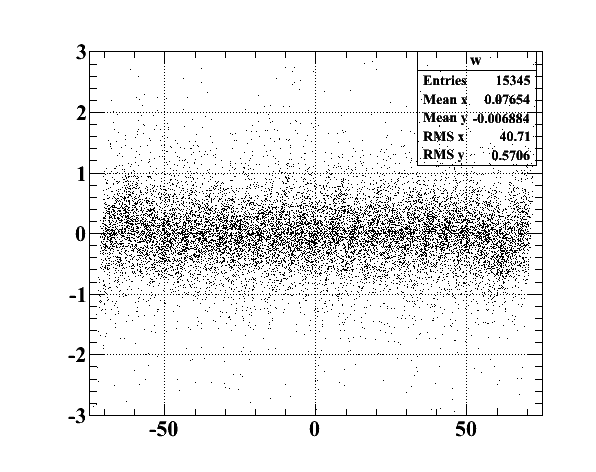 3
w
Entries 15345
Mean x 0.07654
Mean y -0.006884
RMS x 40.71
RMS y 0.5706
2
1
0
-1
-2
-3
-50 0 50